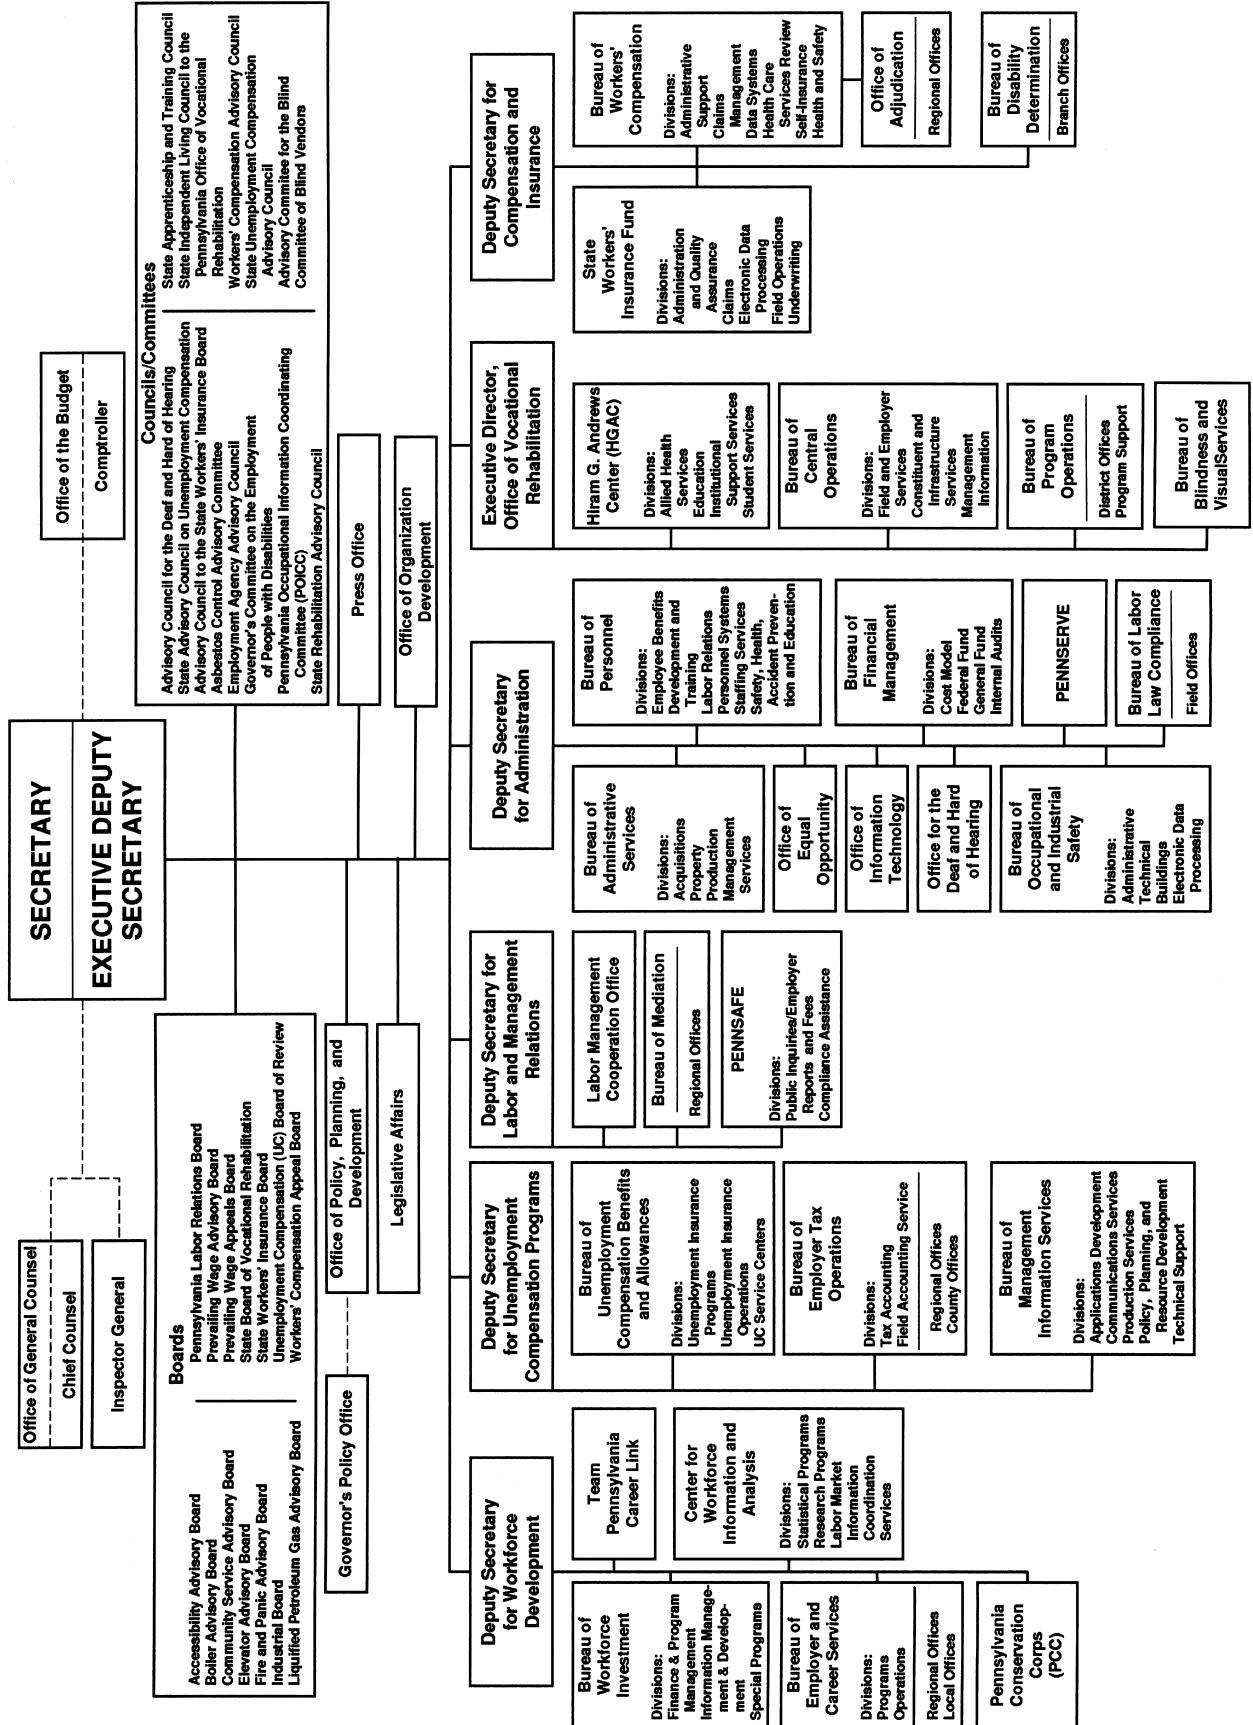 SECRETARY
EXECUTIVE DEPUTY
SECRETARY
Office of General Counsel
Chief Counsel
Inspector General
Office of the Budget
Comptroller
Boards
Accessibility Advisory Board
Boiler Advisory Board
Community Service Advisory Board
Elevator Advisory Board
Fire and Panic Advisory Board
Industrial Board
Liquified Petroleum Gas Advisory Board
Pennsylvania Labor Relations Board
Prevailing Wage Advisory Board
Prevailing Wage Appeals Board
State Board of Vocational Rehabilitation
State Workers' Insurance Board
Unemployment Compensation (UC) Board of Review
Workers' Compensation Appeal Board
Councils/Committees
Advisory Council for the Deaf and Hard of Hearing
State Advisory Council on Unemployment Compensation
Advisory Council to the State Workers' Insurance Board
Asbestos Control Advisory Committee
Employment Agency Advisory Council
Governor's Committee on the Employment
of People with Disabilities
Pennsylvania Occupational Information Coordinating
Committee (POICC)
State Rehabilitation Advisory Council
State Apprenticeship and Training Council
State Independent Living Council to the
Pennsylvania Office of Vocational
Rehabilitation
Workers' Compensation Advisory Council
State Unemployment Compensation
Advisory Council
Advisory Commitee for the Blind
Committee of Blind Vendors
Governor's Policy Office
Office of Policy, Planning, and
Development
Legislative Affairs
Press Office
Office of Organization
Development
Deputy Secretary
for Workforce
Development
Bureau of
Workforce
Investment
Divisions:
Finance & Program
Management
Information Manage-
ment & Develop-
ment
Special Programs
Team
Pennsylvania
Career Link
Center for
Workforce
Information and
Analysis
Divisions:
Statistical Programs
Research Programs
Labor Market
Information
Coordination
Services
Bureau of
Employer and
Career Services
Divisions:
Programs
Operations
Regional Offices
Local Offices
Pennsylvania
Conservation
Corps
(PCC)
Deputy Secretary
for Unemployment
Compensation Programs
Bureau of
Unemployment
Compensation Benefits
and Allowances
Divisions:
Unemployment Insurance
Programs
Unemployment Insurance
Operations
UC Service Centers
Bureau of
Employer Tax
Operations
Divisions:
Tax Accounting
Field Accounting Service
Regional Offices
County Offices
Bureau of
Management
Information Services
Divisions:
Applications Development
Communications Services
Production Services
Policy, Planning, and
Resource Development
Technical Support
Deputy Secretary for
Labor and Management
Relations
Labor Management
Cooperation Office
Bureau of Mediation
Regional Offices
PENNSAFE
Divisions:
Public Inquiries/Employer
Reports and Fees
Compliance Assistance
Deputy Secretary
for Administration
Bureau of
Administrative
Services
Divisions:
Acquisitions
Property
Production
Management
Services
Office of
Equal
Opportunity
Office of
Information
Technology
Office for the
Deaf and Hard
of Hearing
Bureau of
Occupational
and Industrial
Safety
Divisions:
Administrative
Technical
Buildings
Electronic Data
Processing
Bureau of
Personnel
Divisions:
Employee Benefits
Development and
Training
Labor Relations
Personnel Systems
Staffing Services
Safety, Health,
Accident Preven-
tion and Education
Bureau of
Financial
Management
Divisions:
Cost Model
Federal Fund
General Fund
Internal Audits
PENNSERVE
Bureau of Labor
Law Compliance
Field Offices
Executive Director,
Office of Vocational
Rehabilitation
Hiram G. Andrews
Center (HGAC)
Divisions:
Allied Health
Services
Education
Institutional
Support Services
Student Services
Bureau of
Central
Operations
Divisions:
Field and Employer
Services
Constituent and
Infrastructure
Services
Management
Information
Bureau of
Program
Operations
District Offices
Program Support
Bureau of
Blindness and
VisualServices
Deputy Secretary for
Compensation and
Insurance
State
Workers'
Insurance Fund
Divisions:
Administration
and Quality
Assurance
Claims
Electronic Data
Processing
Field Operations
Underwriting
Bureau of
Workers'
Compensation
Divisions:
Administrative
Support
Claims
Management
Data Systems
Health Care
Services Review
Self-Insurance
Health and Safety
Office of
Adjudication
Regional Offices
Bureau of
Disability
Determination
Branch Offices